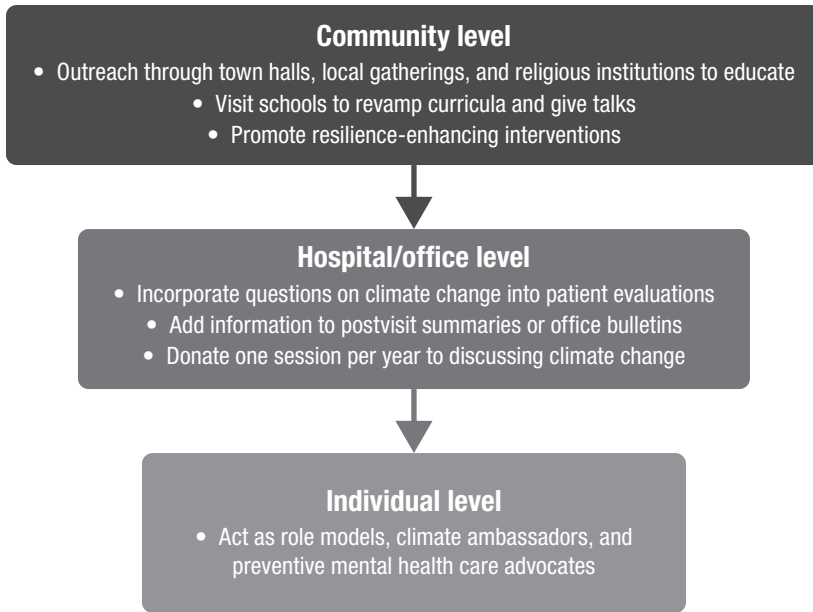 Community level
• Outreach through town halls, local gatherings, and religious institutions to educate
• Visit schools to revamp curricula and give talks
• Promote resilience-enhancing interventions
Hospital/office level
• Incorporate questions on climate change into patient evaluations
• Add information to postvisit summaries or office bulletins
• Donate one session per year to discussing climate change
Individual level
• Act as role models, climate ambassadors, and
preventive mental health care advocates